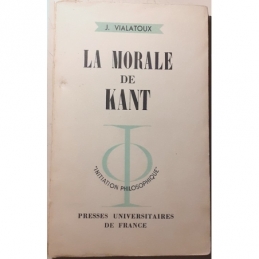 J. VIALATOUX
LA MORALE
DE
KANT
"INITIATION PHILOSOPHIQUE"
PRESSES UNIVERSITAIRES
DE FRANCE